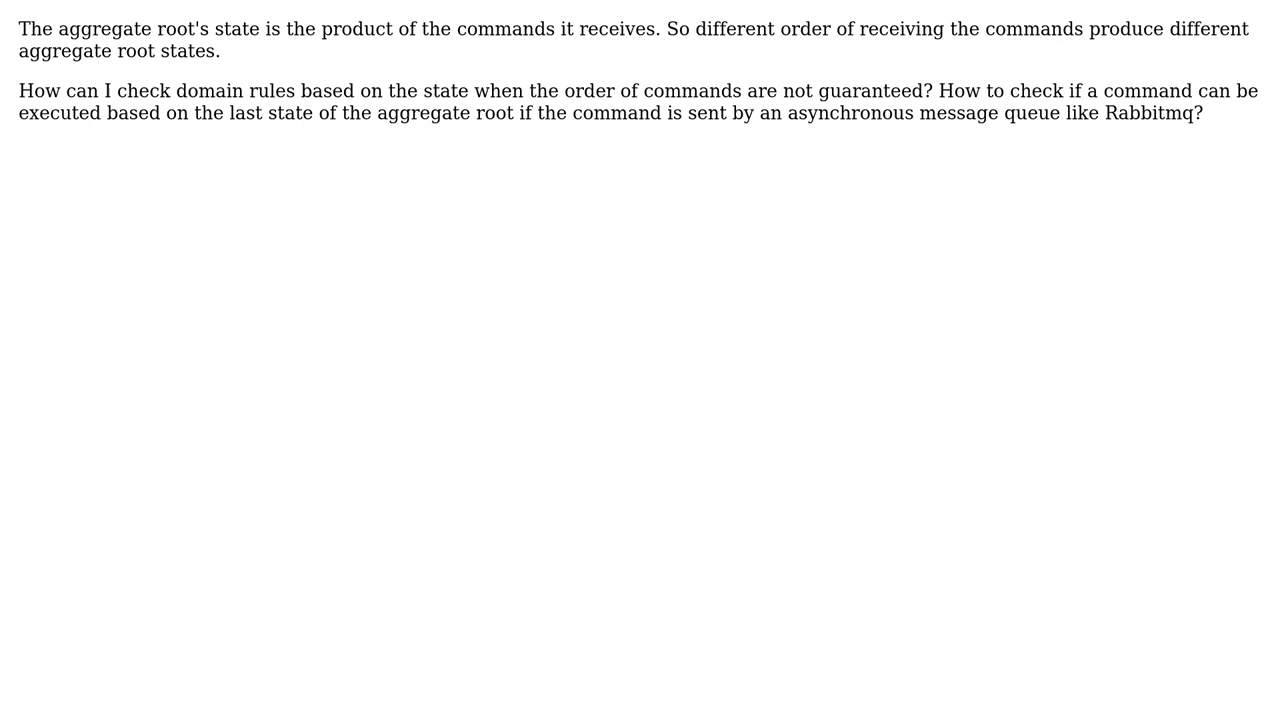 The aggregate root's state is the product of the commands it receives. So different order of receiving the commands produce different
aggregate root states.
How can I check domain rules based on the state when the order of commands are not guaranteed? How to check if a command can be
executed based on the last state of the aggregate root if the command is sent by an asynchronous message queue like Rabbitmq?